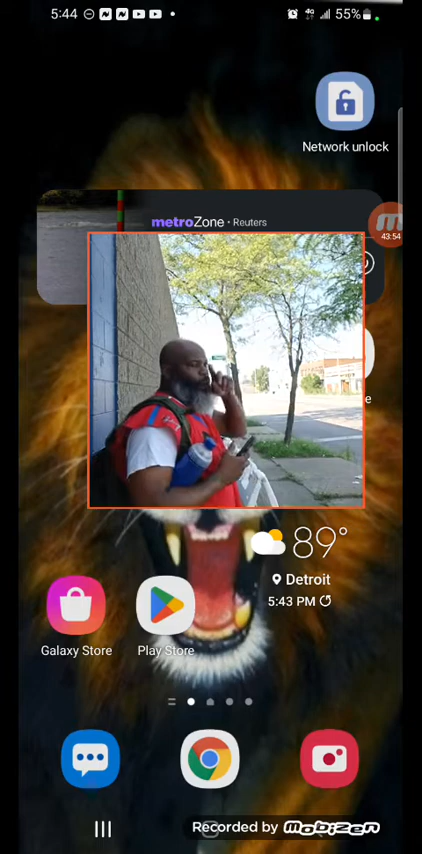 5:44
4G
55%
Network unlock
metroZone • Reuters
43:54
e
89°
Detroit
5:43 PM
Galaxy Store
Play Store
Recorded by Mobizen